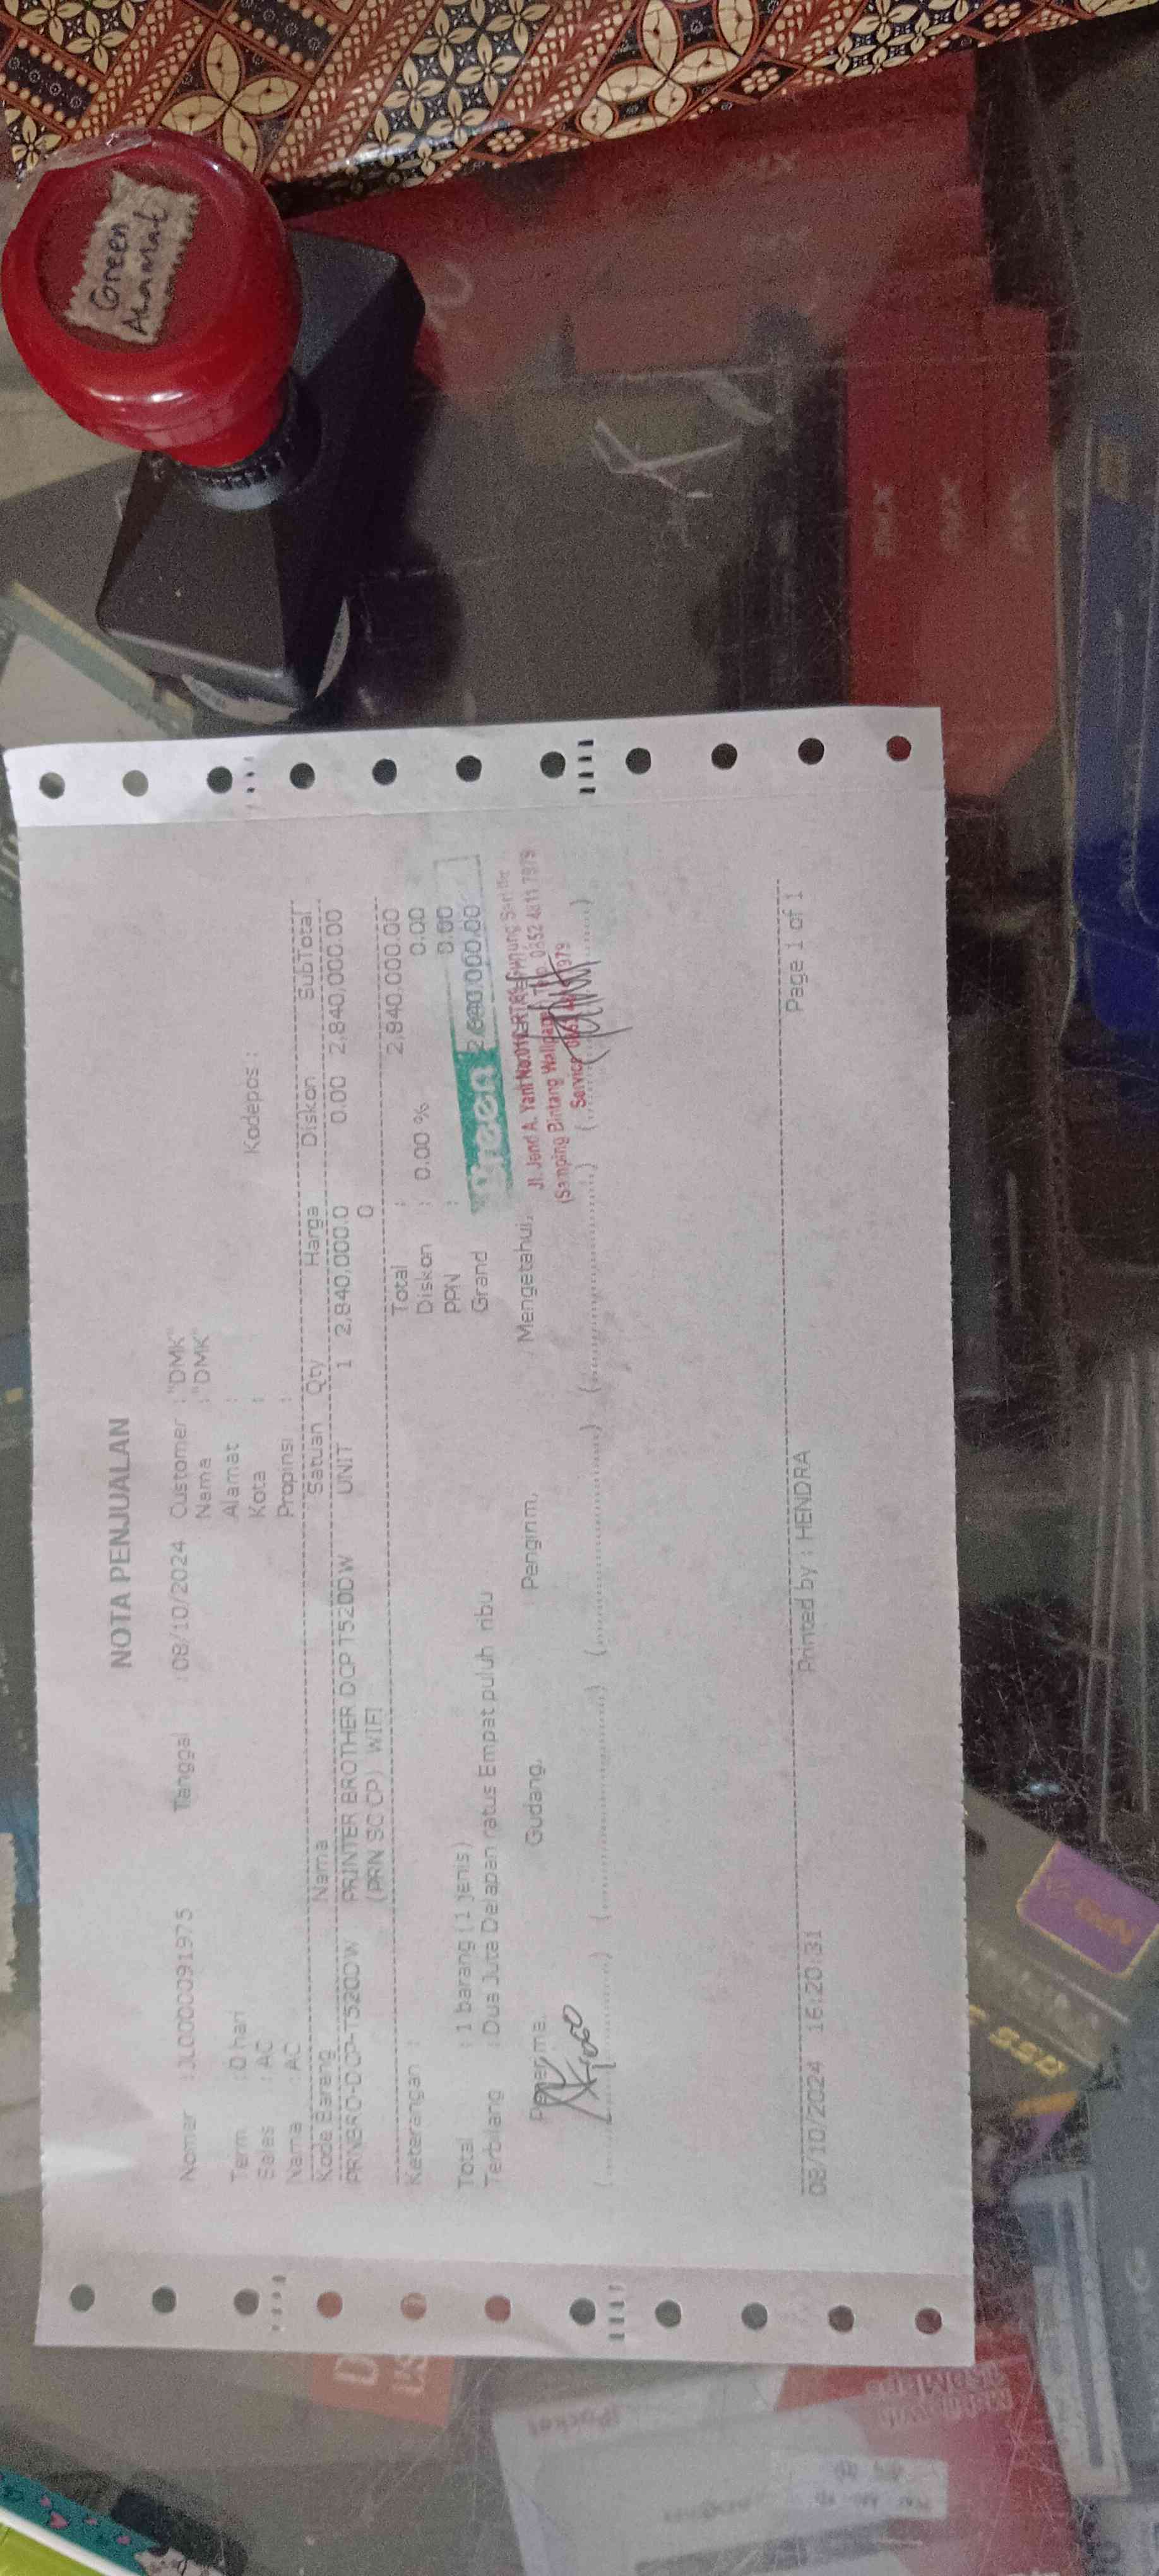 Green
Alamat
NOTA PENJUALAN
Nomer : JL0000091975 Tanggal : 08/10/2024 Customer : "DMK"
Nama : "DMK"
Term : 0 hari Alamat :
Sales : AC Kota : Kodepos :
Nama : AC Propinsi :
Kode Barang Nama Satuan Qty Harga Diskon SubTotal
PRNBRO-DCP-T520DW PRINTER BROTHER DCP T520DW UNIT 1 2,840,000.0 0.00 2,840,000.00
(PRN SC CP) WIFI 0
Keterangan : Total : 2,840,000.00
Diskon : 0.00 % 0.00
Total : 1 barang (1 jenis) PPN : 0.00
Terbilang : Dua Juta Delapan ratus Empat puluh ribu Grand 2,840,000.00
Green
Penerima, Gudang, Pengirim, Mengetahui,
Jl. Jend A. Yani
(Samping Bintang
Service
08/10/2024 16:20:31 Printed by : HENDRA Page 1 of 1